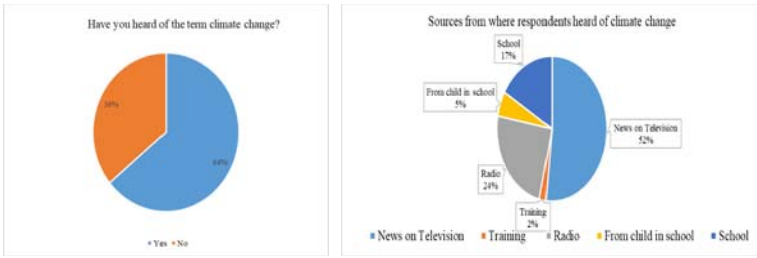 Have you heard of the term climate change?
36%
64%
Yes No
Sources from where respondents heard of climate change
School
17%
From child in school
5%
News on Television
52%
Radio
24%
Training
2%
News on Television Training Radio From child in school School